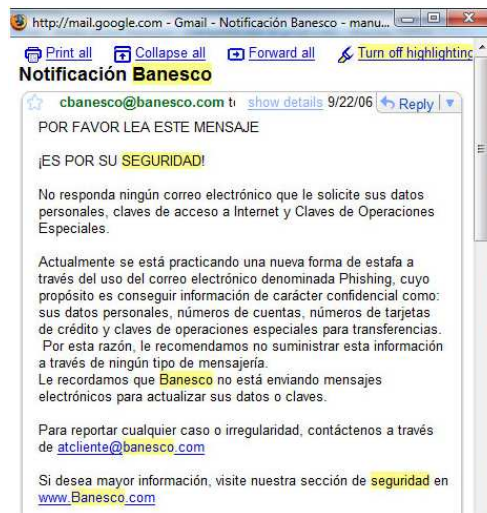 http://mail.google.com - Gmail - Notificación Banesco - manu...
Print all Collapse all Forward all Turn off highlighting
Notificación Banesco
cbanesco@banesco.com to show details 9/22/06 Reply
POR FAVOR LEA ESTE MENSAJE
¡ES POR SU SEGURIDAD!
No responda ningún correo electrónico que le solicite sus datos
personales, claves de acceso a Internet y Claves de Operaciones
Especiales.
Actualmente se está practicando una nueva forma de estafa a
través del uso del correo electrónico denominada Phishing, cuyo
propósito es conseguir información de carácter confidencial como:
sus datos personales, números de cuentas, números de tarjetas
de crédito y claves de operaciones especiales para transferencias.
Por esta razón, le recomendamos no suministrar esta información
a través de ningún tipo de mensajería.
Le recordamos que Banesco no está enviando mensajes
electrónicos para actualizar sus datos o claves.
Para reportar cualquier caso o irregularidad, contáctenos a través
de atcliente@banesco.com
Si desea mayor información, visite nuestra sección de seguridad en
www.Banesco.com